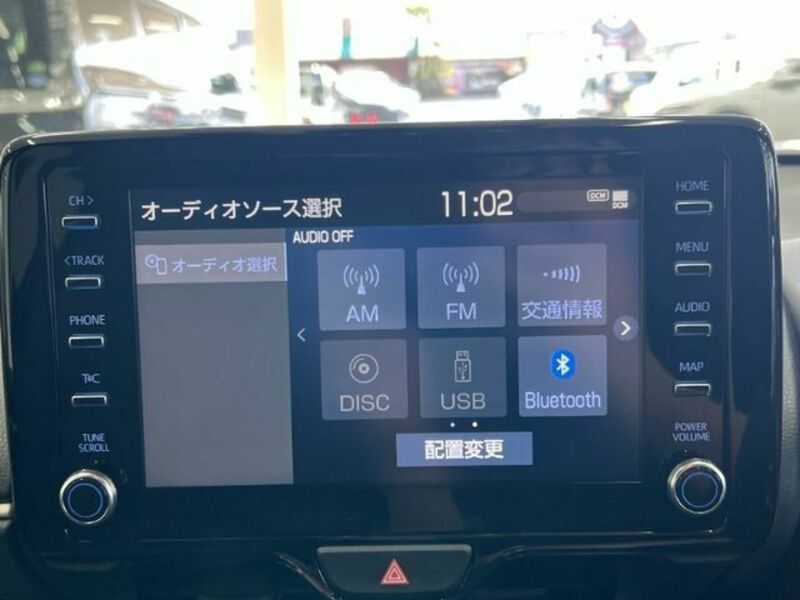 CH >
<TRACK
PHONE
T&C
TUNE
SCROLL
オーディオソース選択
11:02
DCM
DCM
オーディオ選択
AUDIO OFF
AM
FM
交通情報
DISC
USB
Bluetooth
配置変更
HOME
MENU
AUDIO
MAP
POWER
VOLUME